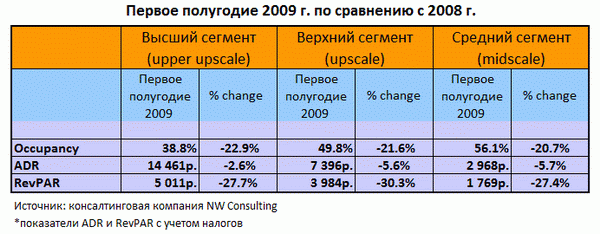 Первое полугодие 2009 г. по сравнению с 2008 г.
Высший сегмент (upper upscale) Верхний сегмент (upscale) Средний сегмент (midscale)
Первое полугодие 2009 % change Первое полугодие 2009 % change Первое полугодие 2009 % change
Occupancy 38.8% -22.9% 49.8% -21.6% 56.1% -20.7%
ADR 14 461р. -2.6% 7 396р. -5.6% 2 968р. -5.7%
RevPAR 5 011р. -27.7% 3 984р. -30.3% 1 769р. -27.4%
Источник: консалтинговая компания NW Consulting
*показатели ADR и RevPAR с учетом налогов